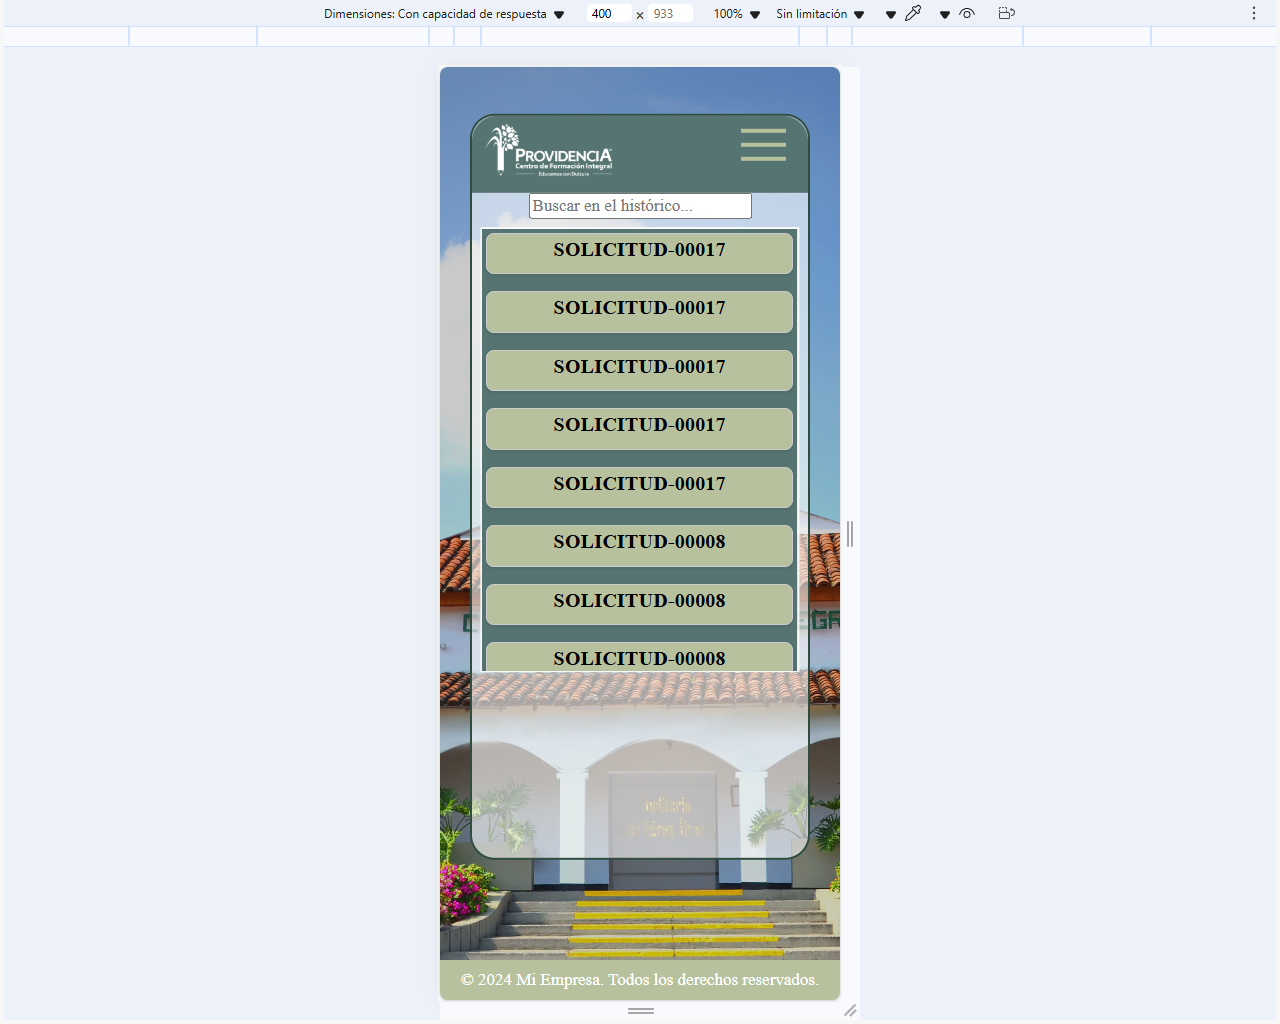 Dimensiones: Con capacidad de respuesta 400 × 933 100% Sin limitación
PROVIDENCIA
Centro de Formación Integral
Educamos con Dulzura
Buscar en el histórico...
SOLICITUD-00017
SOLICITUD-00017
SOLICITUD-00017
SOLICITUD-00017
SOLICITUD-00017
SOLICITUD-00008
SOLICITUD-00008
SOLICITUD-00008
© 2024 Mi Empresa. Todos los derechos reservados.